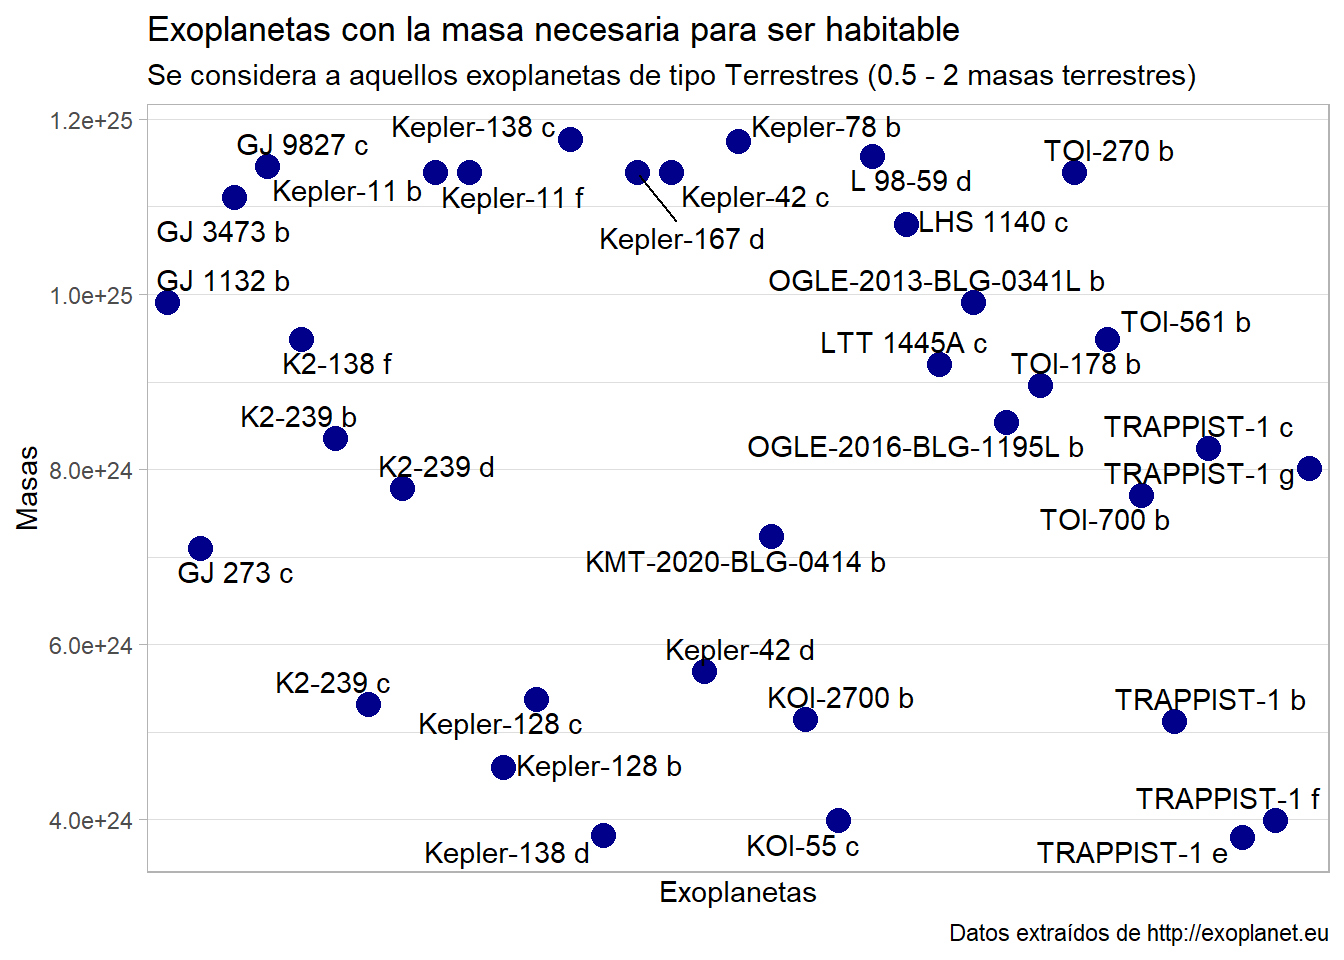 Exoplanetas con la masa necesaria para ser habitable
Se considera a aquellos exoplanetas de tipo Terrestres (0.5 - 2 masas terrestres)
1.2e+25
Kepler-138 c
Kepler-78 b
GJ 9827 c
TOI-270 b
L 98-59 d
Kepler-11 b
Kepler-11 f
Kepler-42 c
LHS 1140 c
GJ 3473 b
Kepler-167 d
GJ 1132 b
OGLE-2013-BLG-0341L b
1.0e+25
TOI-561 b
LTT 1445A c
K2-138 f
TOI-178 b
K2-239 b
TRAPPIST-1 c
OGLE-2016-BLG-1195L b
K2-239 d
8.0e+24
TRAPPIST-1 g
TOI-700 b
KMT-2020-BLG-0414 b
GJ 273 c
Masas
6.0e+24
Kepler-42 d
K2-239 c
KOI-2700 b
TRAPPIST-1 b
Kepler-128 c
Kepler-128 b
TRAPPIST-1 f
4.0e+24
KOI-55 c
Kepler-138 d
TRAPPIST-1 e
Exoplanetas
Datos extraídos de http://exoplanet.eu